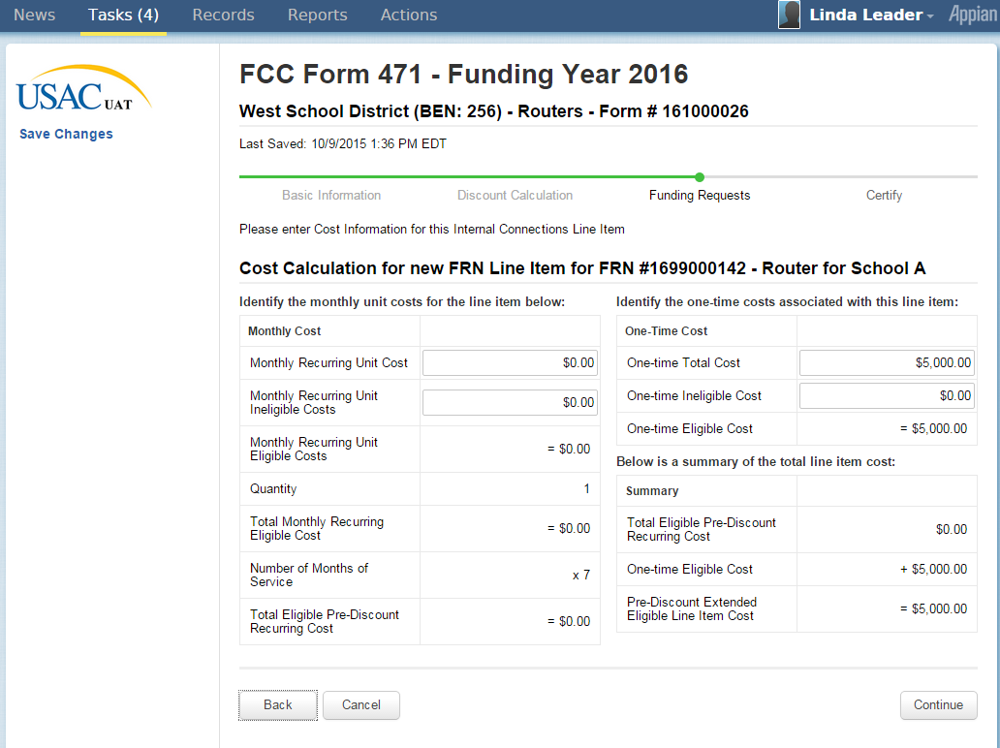 News Tasks (4) Records Reports Actions Linda Leader Appian
USAC UAT
Save Changes
FCC Form 471 - Funding Year 2016
West School District (BEN: 256) - Routers - Form # 161000026
Last Saved: 10/9/2015 1:36 PM EDT
Basic Information Discount Calculation Funding Requests Certify
Please enter Cost Information for this Internal Connections Line Item
Cost Calculation for new FRN Line Item for FRN #1699000142 - Router for School A
Identify the monthly unit costs for the line item below:
Monthly Cost
Monthly Recurring Unit Cost $0.00
Monthly Recurring Unit
Ineligible Costs $0.00
Monthly Recurring Unit
Eligible Costs = $0.00
Quantity 1
Total Monthly Recurring
Eligible Cost = $0.00
Number of Months of
Service x 7
Total Eligible Pre-Discount
Recurring Cost = $0.00
Identify the one-time costs associated with this line item:
One-Time Cost
One-time Total Cost $5,000.00
One-time Ineligible Cost $0.00
One-time Eligible Cost = $5,000.00
Below is a summary of the total line item cost:
Summary
Total Eligible Pre-Discount
Recurring Cost $0.00
One-time Eligible Cost + $5,000.00
Pre-Discount Extended
Eligible Line Item Cost = $5,000.00
Back Cancel Continue